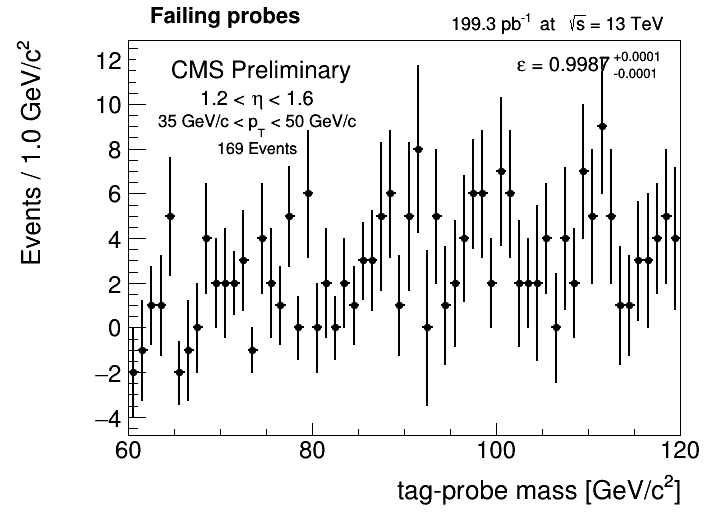 Failing probes
199.3 pb⁻¹ at √s = 13 TeV
CMS Preliminary
ε = 0.9987 +0.0001 -0.0001
1.2 < η < 1.6
35 GeV/c < p_T < 50 GeV/c
169 Events
Events / 1.0 GeV/c²
12
10
8
6
4
2
0
−2
−4
60 80 100 120
tag-probe mass [GeV/c²]